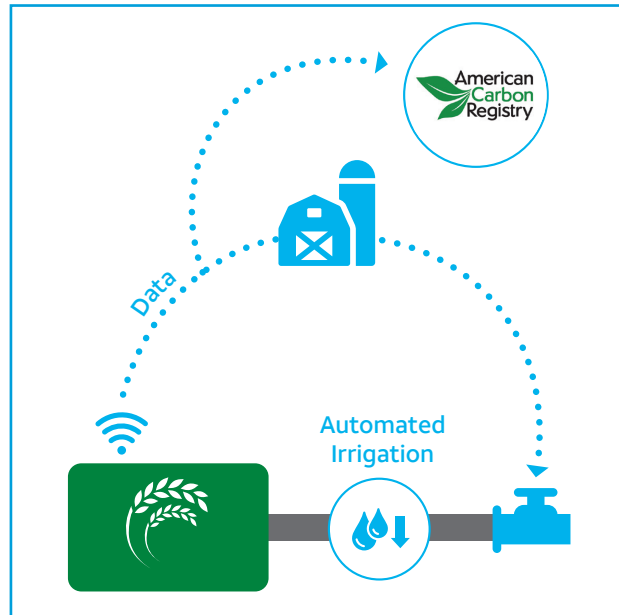 American
Carbon
Registry
Data
Automated
Irrigation